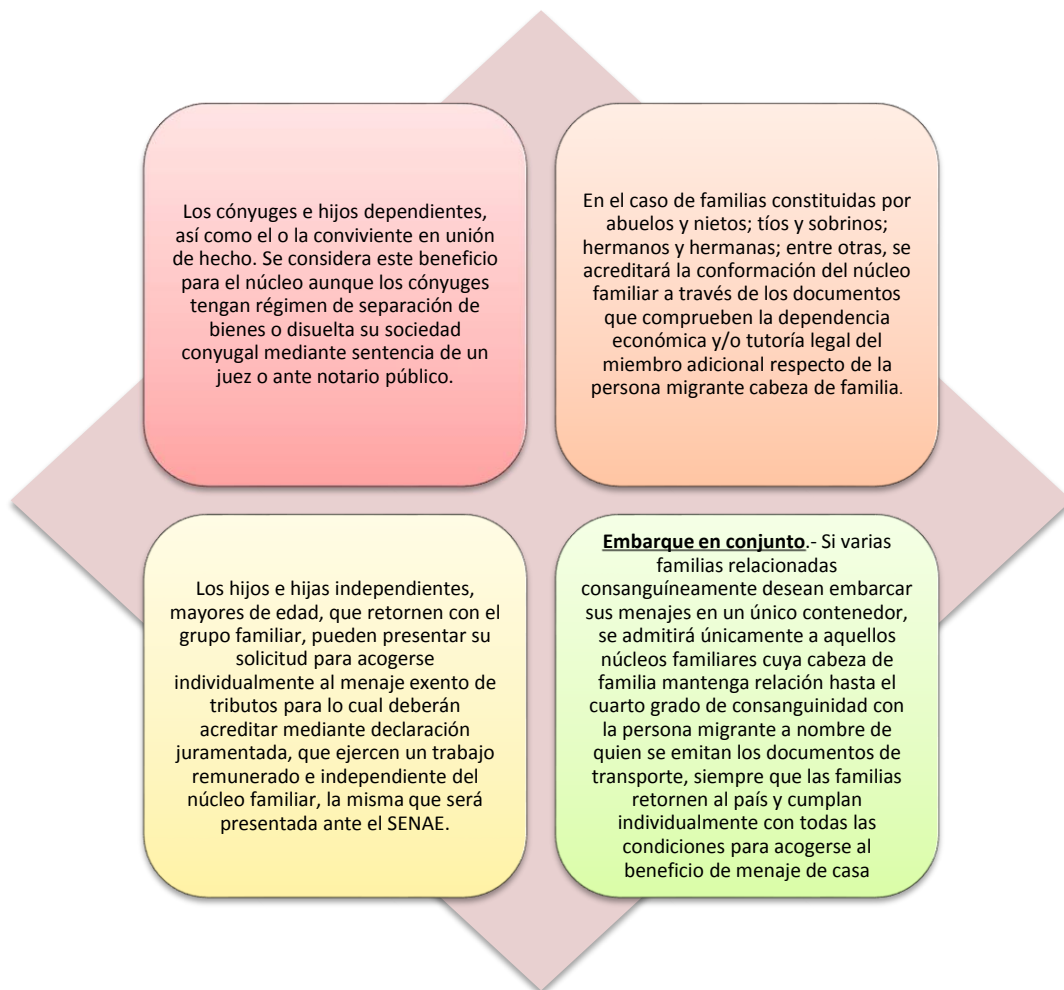 Los cónyuges e hijos dependientes,
así como el o la conviviente en unión
de hecho. Se considera este beneficio
para el núcleo aunque los cónyuges
tengan régimen de separación de
bienes o disuelta su sociedad
conyugal mediante sentencia de un
juez o ante notario público.
En el caso de familias constituidas por
abuelos y nietos; tíos y sobrinos;
hermanos y hermanas; entre otras, se
acreditará la conformación del núcleo
familiar a través de los documentos
que comprueben la dependencia
económica y/o tutoría legal del
miembro adicional respecto de la
persona migrante cabeza de familia.
Los hijos e hijas independientes,
mayores de edad, que retornen con el
grupo familiar, pueden presentar su
solicitud para acogerse
individualmente al menaje exento de
tributos para lo cual deberán
acreditar mediante declaración
juramentada, que ejercen un trabajo
remunerado e independiente del
núcleo familiar, la misma que será
presentada ante el SENAE.
Embarque en conjunto.- Si varias
familias relacionadas
consanguíneamente desean embarcar
sus menajes en un único contenedor,
se admitirá únicamente a aquellos
núcleos familiares cuya cabeza de
familia mantenga relación hasta el
cuarto grado de consanguinidad con
la persona migrante a nombre de
quien se emitan los documentos de
transporte, siempre que las familias
retornen al país y cumplan
individualmente con todas las
condiciones para acogerse al
beneficio de menaje de casa